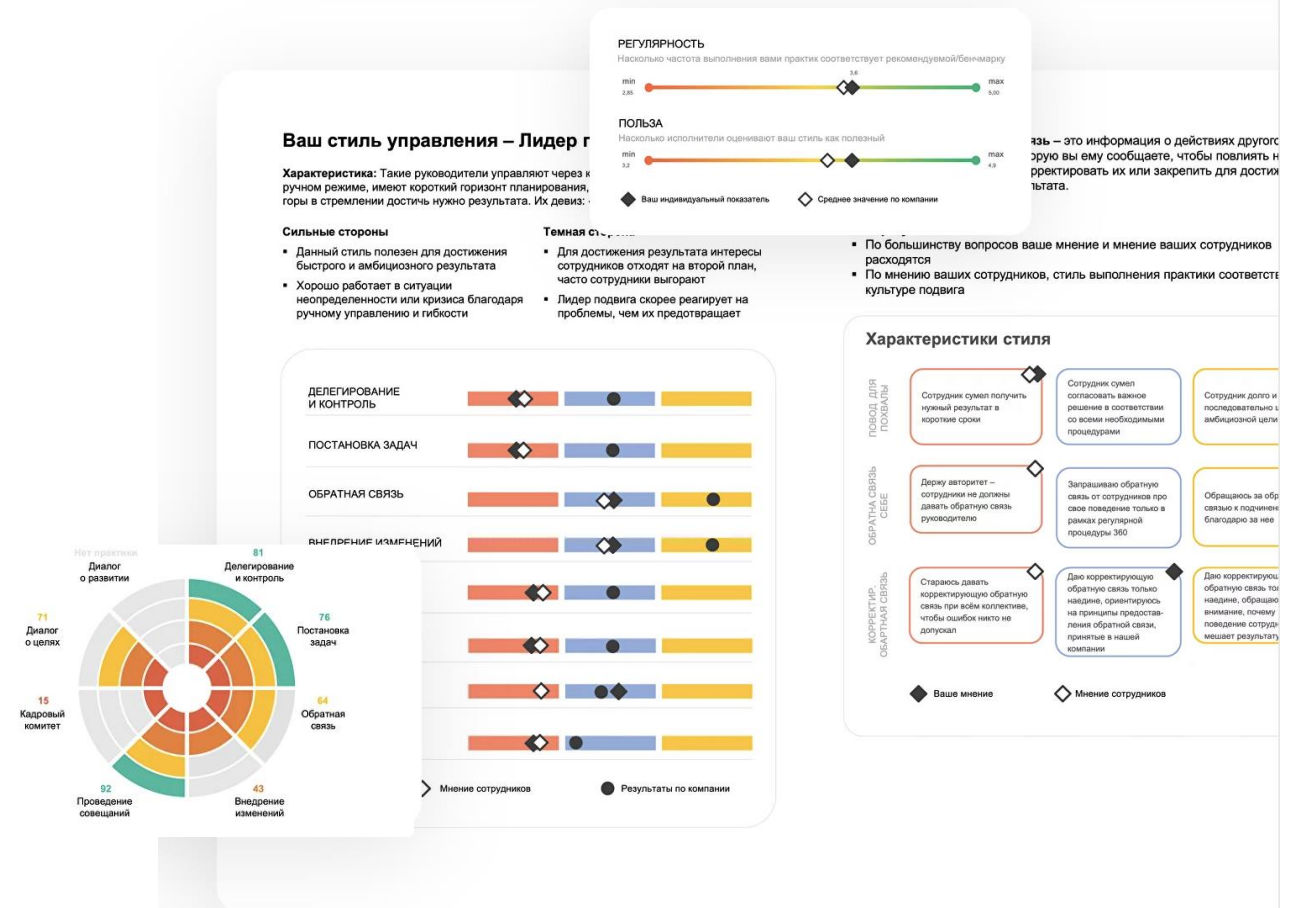 РЕГУЛЯРНОСТЬ
Насколько частота выполнения вами практик соответствует рекомендуемой/бенчмарку
3,6
min
max
2,85
5,00
ПОЛЬЗА
Насколько исполнители оценивают ваш стиль как полезный
min
max
3,2
4,9
Ваш индивидуальный показатель
Среднее значение по компании
Ваш стиль управления – Лидер п
Характеристика: Такие руководители управляют через к
ручном режиме, имеют короткий горизонт планирования,
горы в стремлении достичь нужно результата. Их девиз:
Сильные стороны
▪ Данный стиль полезен для достижения
быстрого и амбициозного результата
▪ Хорошо работает в ситуации
неопределенности или кризиса благодаря
ручному управлению и гибкости
Темная
▪ Для достижения результата интересы
сотрудников отходят на второй план,
часто сотрудники выгорают
▪ Лидер подвига скорее реагирует на
проблемы, чем их предотвращает
язь – это информация о действиях другого
орую вы ему сообщаете, чтобы повлиять н
рректировать их или закрепить для достиж
льтата.
▪ По большинству вопросов ваше мнение и мнение ваших сотрудников
расходятся
▪ По мнению ваших сотрудников, стиль выполнения практики соответств
культуре подвига
ДЕЛЕГИРОВАНИЕ
И КОНТРОЛЬ
ПОСТАНОВКА ЗАДАЧ
ОБРАТНАЯ СВЯЗЬ
ВНЕДРЕНИЕ ИЗМЕНЕНИЙ
Мнение сотрудников
Результаты по компании
Нет практики
Диалог
о развитии
81
Делегирование
и контроль
76
Постановка
задач
64
Обратная
связь
43
Внедрение
изменений
92
Проведение
совещаний
15
Кадровый
комитет
71
Диалог
о целях
Характеристики стиля
ПОВОД ДЛЯ
ПОХВАЛЫ
Сотрудник сумел получить
нужный результат в
короткие сроки
Сотрудник сумел
согласовать важное
решение в соответствии
со всеми необходимыми
процедурами
Сотрудник долго и
последовательно ш
амбициозной цели
ОБРАТНА СВЯЗЬ
СЕБЕ
Держу авторитет –
сотрудники не должны
давать обратную связь
руководителю
Запрашиваю обратную
связь от сотрудников про
свое поведение только в
рамках регулярной
процедуры 360
Обращаюсь за обр
связью к подчинен
благодарю за нее
КОРРЕКТИР.
ОБАРТНАЯ СВЯЗЬ
Стараюсь давать
корректирующую обратную
связь при всём коллективе,
чтобы ошибок никто не
допускал
Даю корректирующую
обратную связь только
наедине, ориентируюсь
на принципы предостав-
ления обратной связи,
принятые в нашей
компании
Даю корректирующ
обратную связь тол
наедине, обращаю
внимание, почему
поведение сотрудн
мешает результату
Ваше мнение
Мнение сотрудников